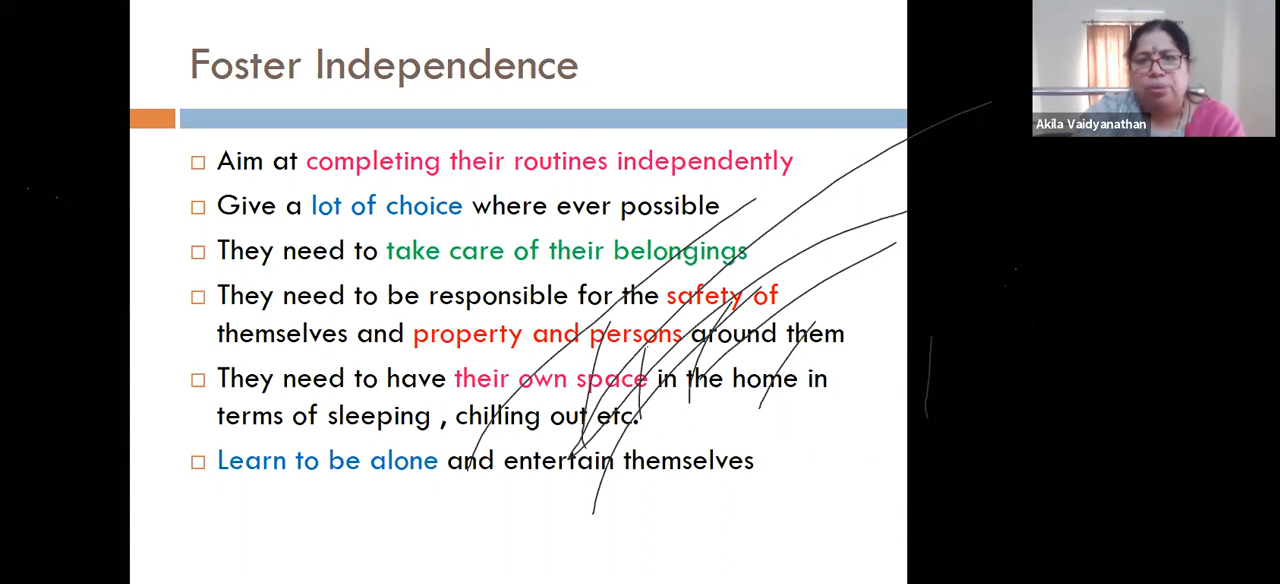 Foster Independence
Akila Vaidyanathan
Aim at completing their routines independently
Give a lot of choice where ever possible
They need to take care of their belongings
They need to be responsible for the safety of
themselves and property and persons around them
They need to have their own space in the home in
terms of sleeping , chilling out etc.
Learn to be alone and entertain themselves